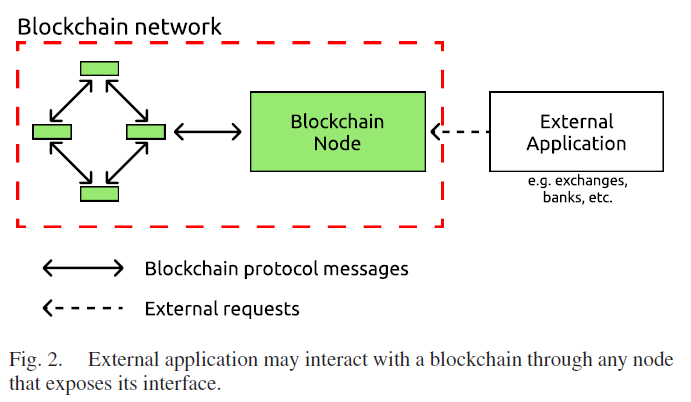 Blockchain network
Blockchain
Node
External
Application
e.g. exchanges,
banks, etc.
Blockchain protocol messages
External requests
Fig. 2. External application may interact with a blockchain through any node
that exposes its interface.